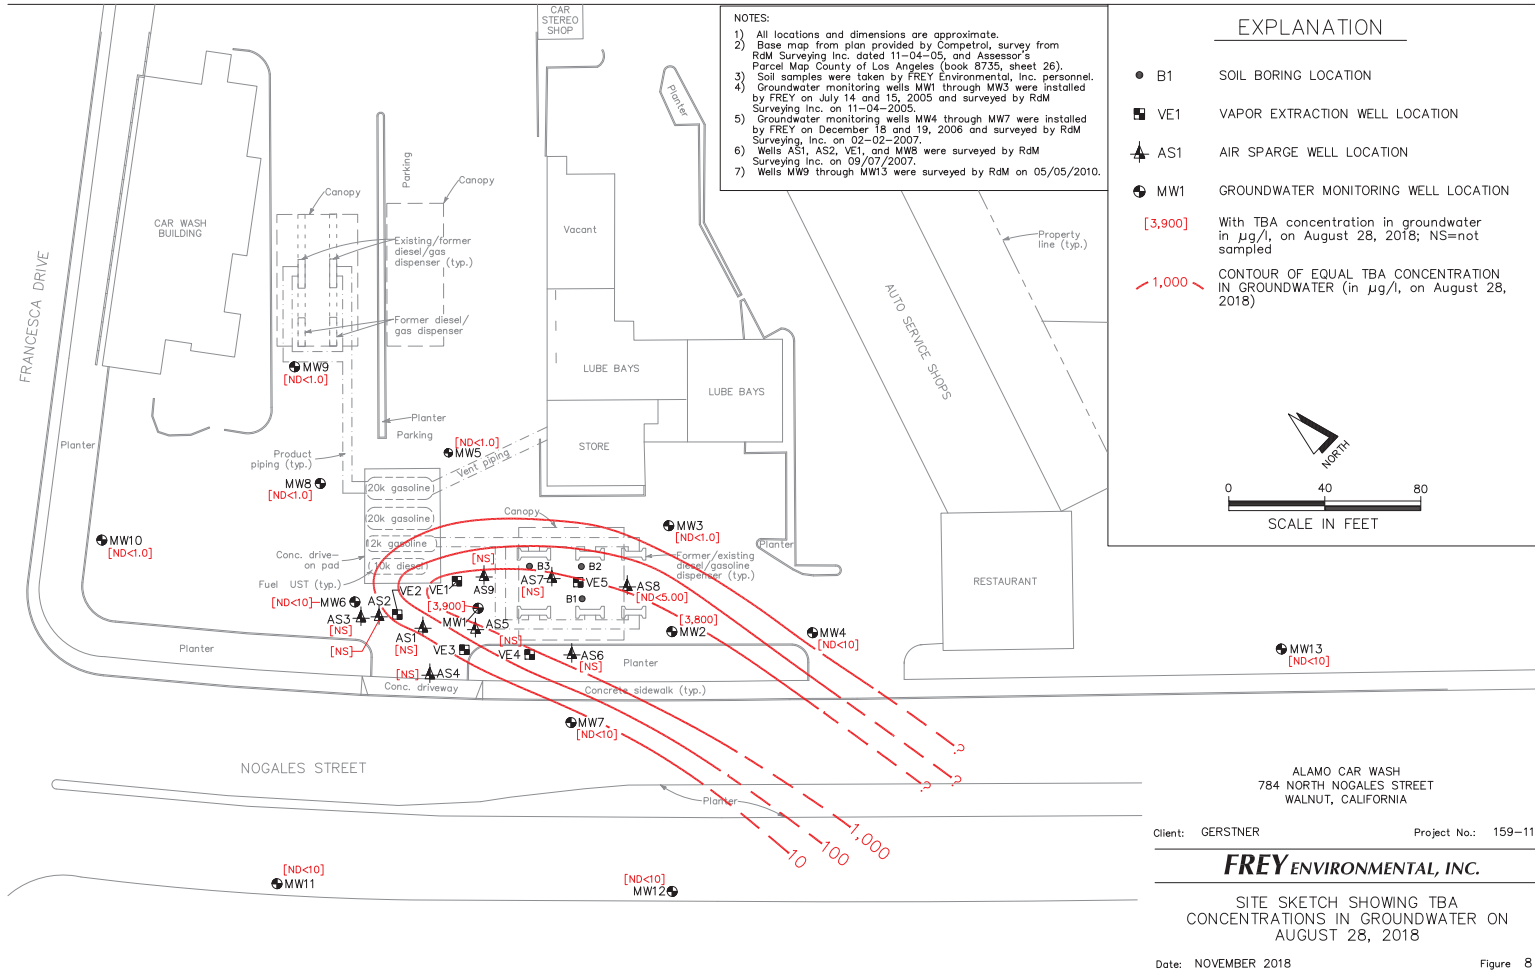 CAR
STEREO
SHOP
NOTES:
1) All locations and dimensions are approximate.
2) Base map from plan provided by Competrol, survey from
RdM Surveying Inc. dated 11-04-05, and Assessor's
Parcel Map County of Los Angeles (book 8735, sheet 26).
3) Soil samples were taken by FREY Environmental, Inc. personnel.
4) Groundwater monitoring wells MW1 through MW3 were installed
by FREY on July 14 and 15, 2005 and surveyed by RdM
Surveying Inc. on 11-04-2005.
5) Groundwater monitoring wells MW4 through MW7 were installed
by FREY on December 18 and 19, 2006 and surveyed by RdM
Surveying, Inc. on 02-02-2007.
6) Wells AS1, AS2, VE1, and MW8 were surveyed by RdM
Surveying Inc. on 09/07/2007.
7) Wells MW9 through MW13 were surveyed by RdM on 05/05/2010.
EXPLANATION
B1 SOIL BORING LOCATION
VE1 VAPOR EXTRACTION WELL LOCATION
AS1 AIR SPARGE WELL LOCATION
MW1 GROUNDWATER MONITORING WELL LOCATION
[3,900] With TBA concentration in groundwater
in µg/l, on August 28, 2018; NS=not
sampled
1,000 CONTOUR OF EQUAL TBA CONCENTRATION
IN GROUNDWATER (in µg/l, on August 28,
2018)
NORTH
0 40 80
SCALE IN FEET
Planter
Parking
Canopy
Canopy
CAR WASH
BUILDING
Existing/former
diesel/gas
dispenser (typ.)
Vacant
Property
line (typ.)
FRANCESCA DRIVE
AUTO SERVICE SHOPS
Former diesel/
gas dispenser
MW9
[ND<1.0]
LUBE BAYS
LUBE BAYS
Planter
Parking
Planter
[ND<1.0]
MW5
STORE
Product
piping (typ.)
Vent piping
MW8
[ND<1.0]
20k gasoline
20k gasoline
12k gasoline
10k diesel
Canopy
MW3
[ND<1.0]
MW10
[ND<1.0]
Planter
Conc. drive-
on pad
Fuel UST (typ.)
Former/existing
diesel/gasoline
dispenser (typ.)
RESTAURANT
[NS]
B3
B2
AS7
[NS]
VE5
AS8
[ND<5.00]
VE2
VE1
AS9
B1
[ND<10]
MW6
AS2
AS3
[NS]
[NS]
[3,900]
MW1
AS5
[NS]
AS1
[NS]
[3,800]
MW2
MW4
[ND<10]
MW13
[ND<10]
VE3
VE4
AS6
[NS]
[NS]
AS4
Planter
Planter
Conc. driveway
Concrete sidewalk (typ.)
MW7
[ND<10]
?
?
?
NOGALES STREET
Planter
10
100
1,000
[ND<10]
MW11
[ND<10]
MW12
ALAMO CAR WASH
784 NORTH NOGALES STREET
WALNUT, CALIFORNIA
Client: GERSTNER Project No.: 159-11
FREY ENVIRONMENTAL, INC.
SITE SKETCH SHOWING TBA
CONCENTRATIONS IN GROUNDWATER ON
AUGUST 28, 2018
Date: NOVEMBER 2018 Figure 8